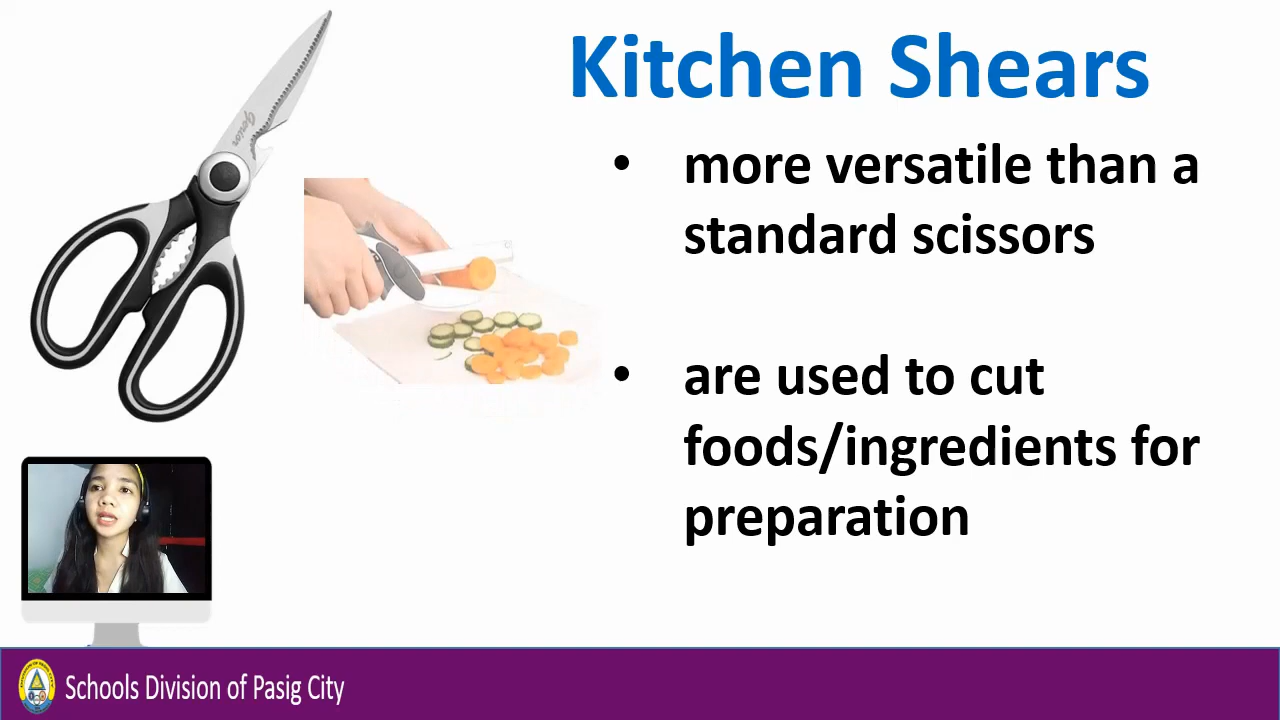 Kitchen Shears
• more versatile than a
standard scissors
• are used to cut
foods/ingredients for
preparation
Schools Division of Pasig City